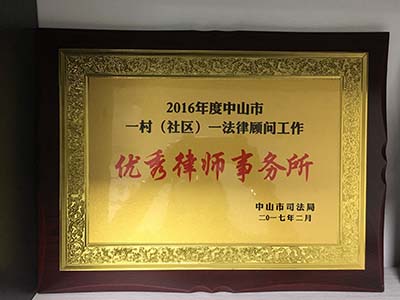 2016年度中山市
一村（社区）一法律顾问工作
优秀律师事务所
中山市司法局
二〇一七年二月